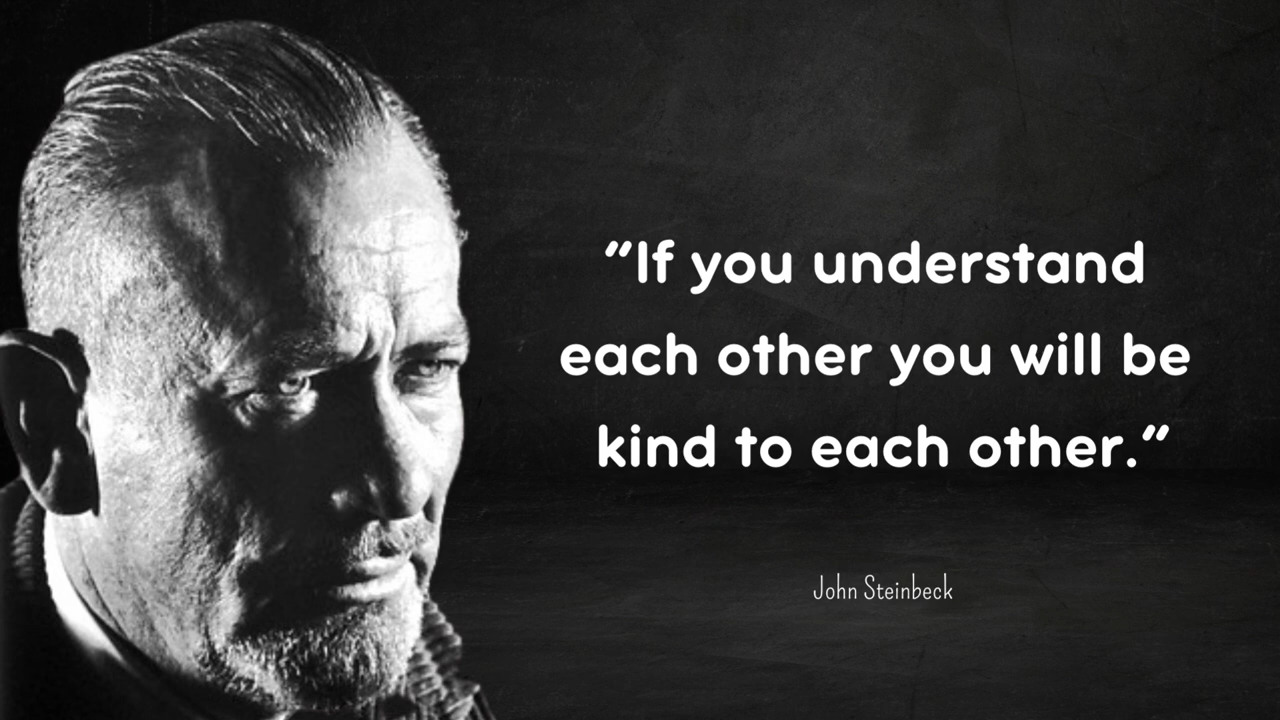 “If you understand
each other you will be
kind to each other.”
John Steinbeck